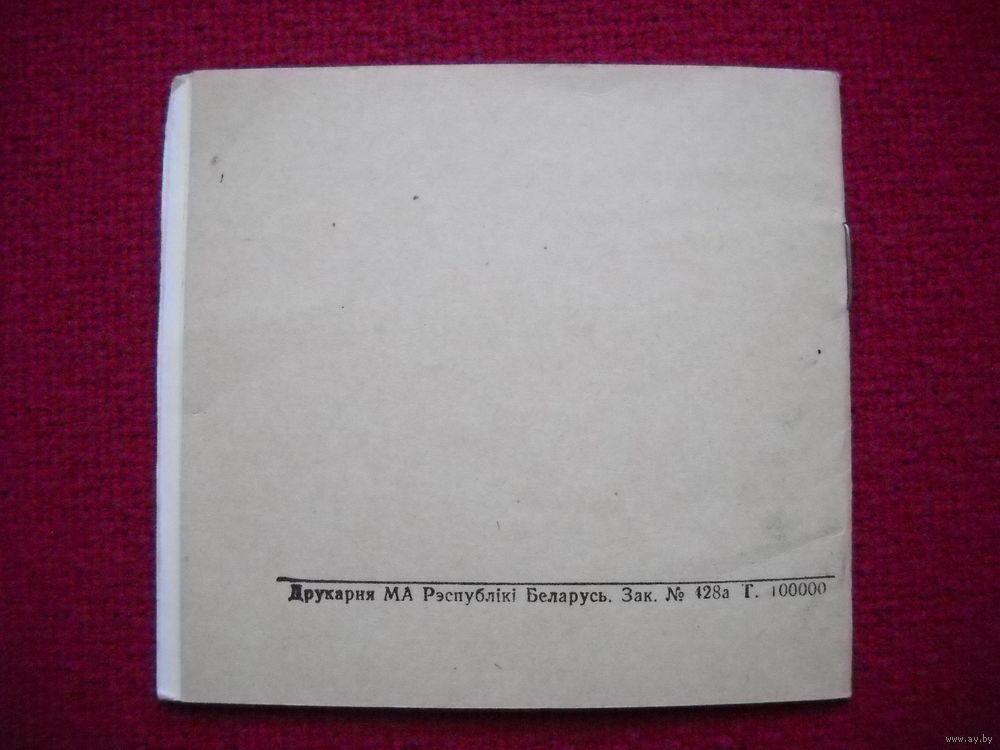 Друкарня МА Рэспублікі Беларусь. Зак. № 428а Т. 100000
www.ay.by